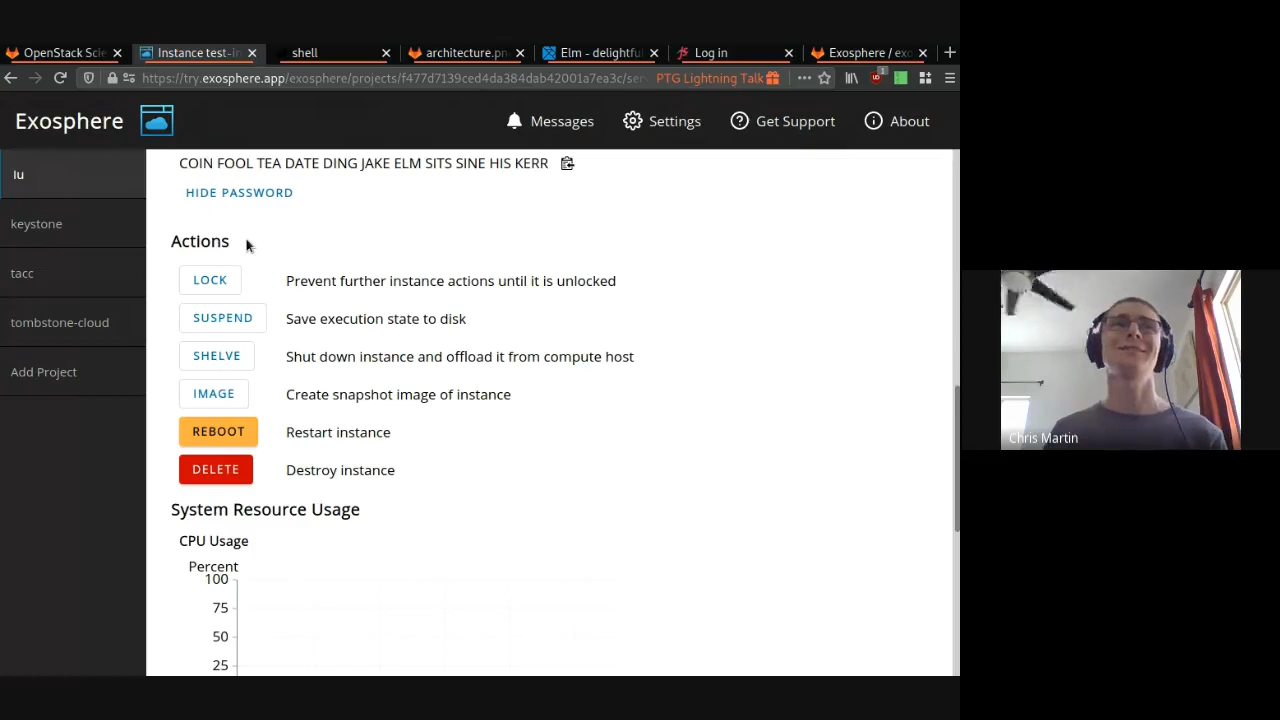 OpenStack Scie
Instance test-in
shell
architecture.pn
Elm - delightful
Log in
Exosphere / exo
https://try.exosphere.app/exosphere/projects/f477d7139ced4da384dab42001a7ea3c/ser
PTG Lightning Talk
1
Exosphere
Messages
Settings
Get Support
About
iu
keystone
tacc
tombstone-cloud
Add Project
COIN FOOL TEA DATE DING JAKE ELM SITS SINE HIS KERR
HIDE PASSWORD
Actions
LOCK Prevent further instance actions until it is unlocked
SUSPEND Save execution state to disk
SHELVE Shut down instance and offload it from compute host
IMAGE Create snapshot image of instance
REBOOT Restart instance
DELETE Destroy instance
System Resource Usage
CPU Usage
Percent
100
75
50
25
Chris Martin